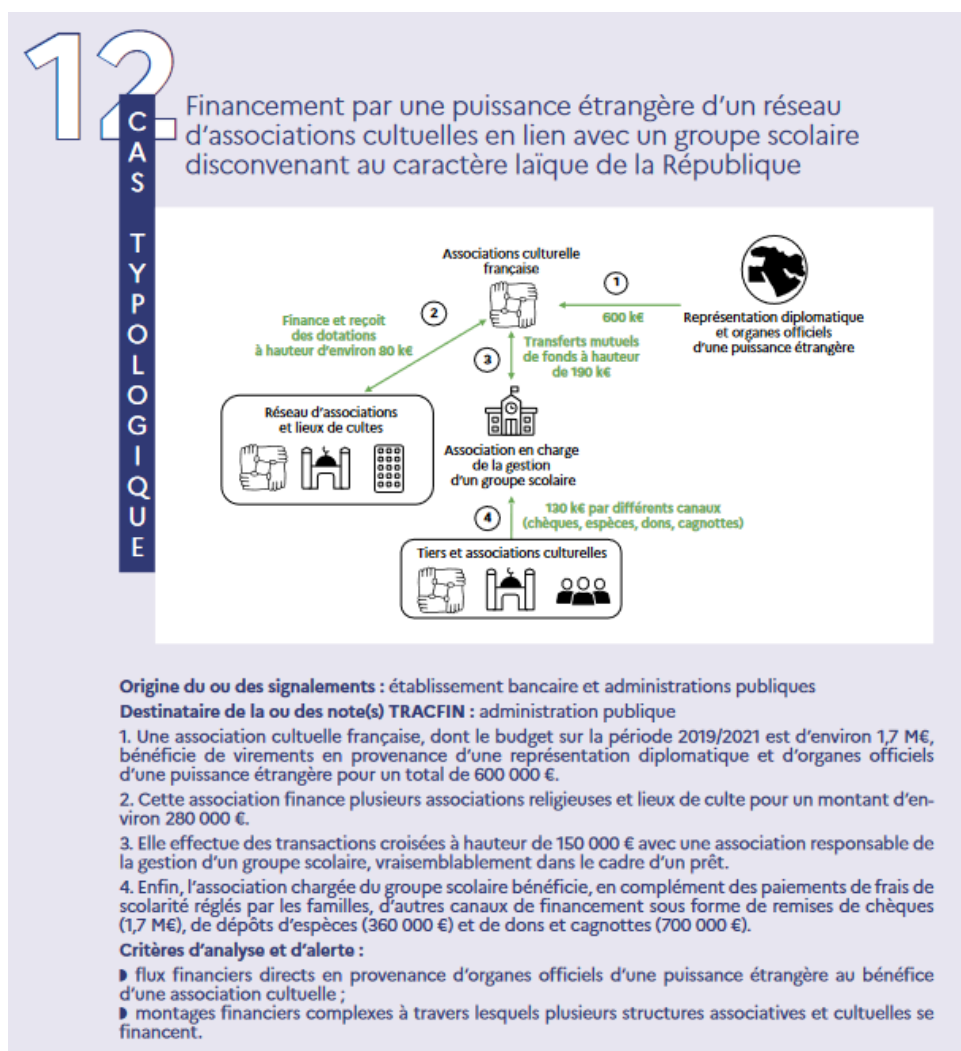 12
CAS TYPOLOGIQUE
Financement par une puissance étrangère d'un réseau
d'associations cultuelles en lien avec un groupe scolaire
disconvenant au caractère laïque de la République
Associations culturelle
française
1
600 k€
Représentation diplomatique
et organes officiels
d'une puissance étrangère
2
Finance et reçoit
des dotations
à hauteur d'environ 80 k€
3
Transferts mutuels
de fonds à hauteur
de 190 k€
Réseau d'associations
et lieux de cultes
Association en charge
de la gestion
d'un groupe scolaire
4
130 k€ par différents canaux
(chèques, espèces, dons, cagnottes)
Tiers et associations culturelles
Origine du ou des signalements : établissement bancaire et administrations publiques
Destinataire de la ou des note(s) TRACFIN : administration publique
1. Une association cultuelle française, dont le budget sur la période 2019/2021 est d'environ 1,7 M€,
bénéficie de virements en provenance d'une représentation diplomatique et d'organes officiels
d'une puissance étrangère pour un total de 600 000 €.
2. Cette association finance plusieurs associations religieuses et lieux de culte pour un montant d'en-
viron 280 000 €.
3. Elle effectue des transactions croisées à hauteur de 150 000 € avec une association responsable de
la gestion d'un groupe scolaire, vraisemblablement dans le cadre d'un prêt.
4. Enfin, l'association chargée du groupe scolaire bénéficie, en complément des paiements de frais de
scolarité réglés par les familles, d'autres canaux de financement sous forme de remises de chèques
(1,7 M€), de dépôts d'espèces (360 000 €) et de dons et cagnottes (700 000 €).
Critères d'analyse et d'alerte :
◗ flux financiers directs en provenance d'organes officiels d'une puissance étrangère au bénéfice
d'une association cultuelle ;
◗ montages financiers complexes à travers lesquels plusieurs structures associatives et cultuelles se
financent.